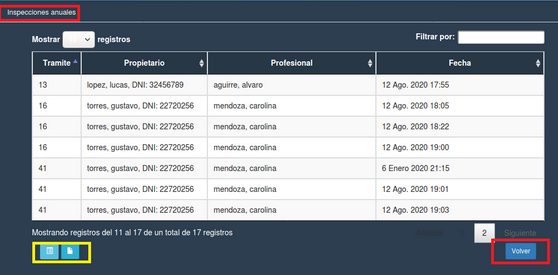 Inspecciones anuales
Mostrar registros Filtrar por:
Tramite Propietario Profesional Fecha
13 lopez, lucas, DNI: 32456789 aguirre, alvaro 12 Ago. 2020 17:55
16 torres, gustavo, DNI: 22720256 mendoza, carolina 12 Ago. 2020 18:05
16 torres, gustavo, DNI: 22720256 mendoza, carolina 12 Ago. 2020 18:22
16 torres, gustavo, DNI: 22720256 mendoza, carolina 12 Ago. 2020 19:00
41 torres, gustavo, DNI: 22720256 mendoza, carolina 6 Enero 2020 21:15
41 torres, gustavo, DNI: 22720256 mendoza, carolina 12 Ago. 2020 19:01
41 torres, gustavo, DNI: 22720256 mendoza, carolina 12 Ago. 2020 19:03
Mostrando registros del 11 al 17 de un total de 17 registros 2 Siguiente
Volver